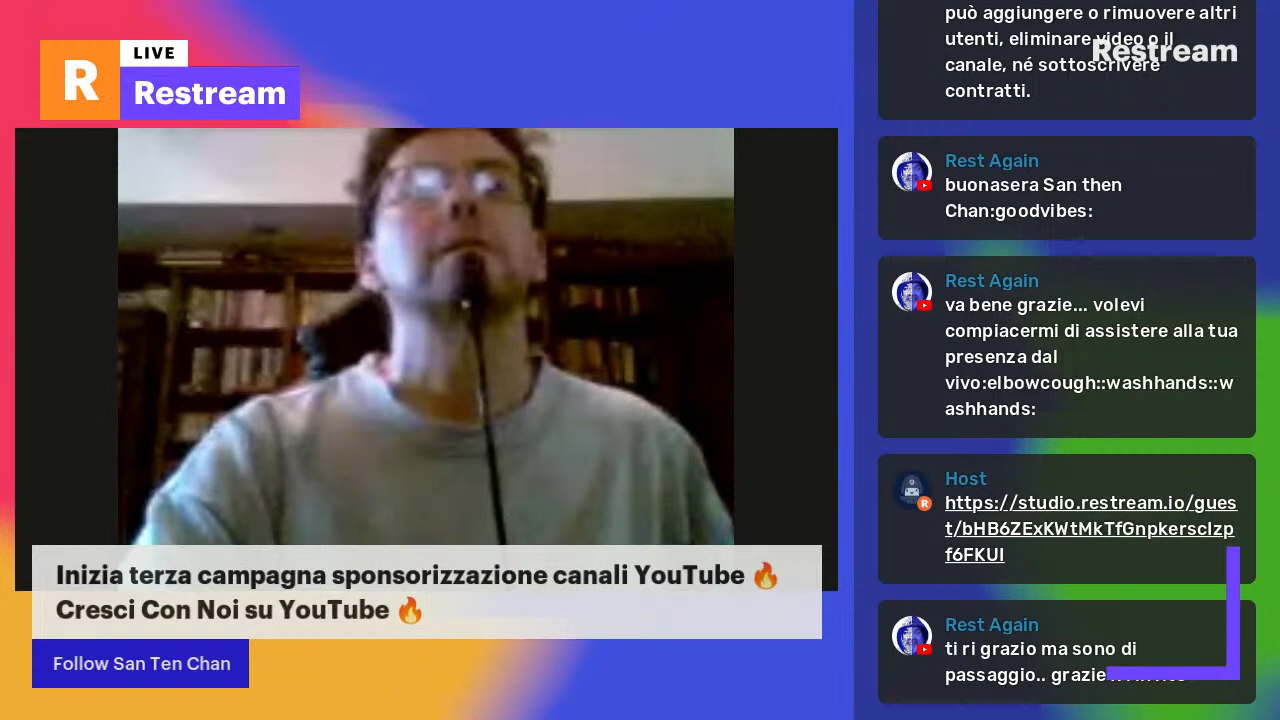 R
LIVE
Restream
Inizia terza campagna sponsorizzazione canali YouTube 🔥
Cresci Con Noi su YouTube 🔥
Follow San Ten Chan
Restream
può aggiungere o rimuovere altri
utenti, eliminare video o il
canale, né sottoscrivere
contratti.
Rest Again
buonasera San then
Chan:goodvibes:
Rest Again
va bene grazie... volevi
compiacermi di assistere alla tua
presenza dal
vivo:elbowcough::washhands::w
ashhands:
Host
https://studio.restream.io/gues
t/bHB6ZExKWtMkTfGnpkersclzp
f6FKUI
Rest Again
ti ri grazio ma sono di
passaggio.. grazie